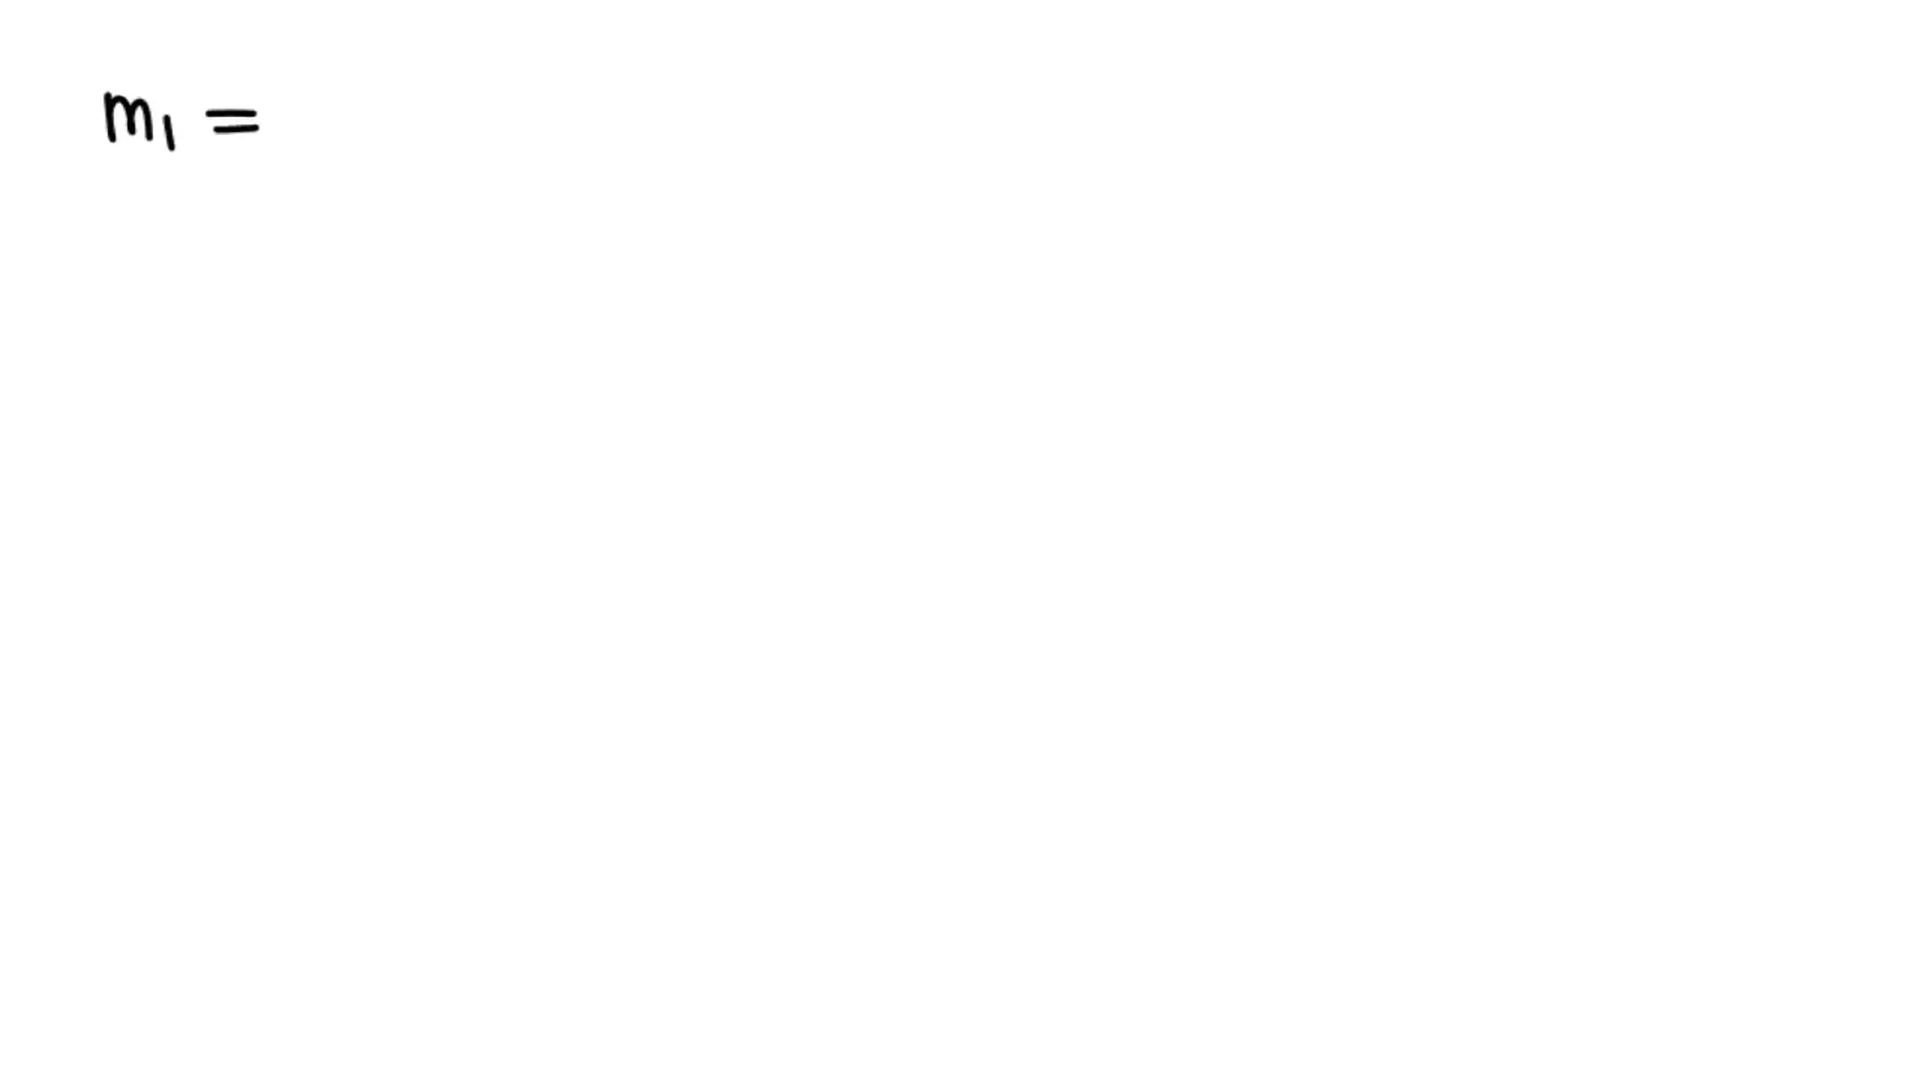 m₁ =